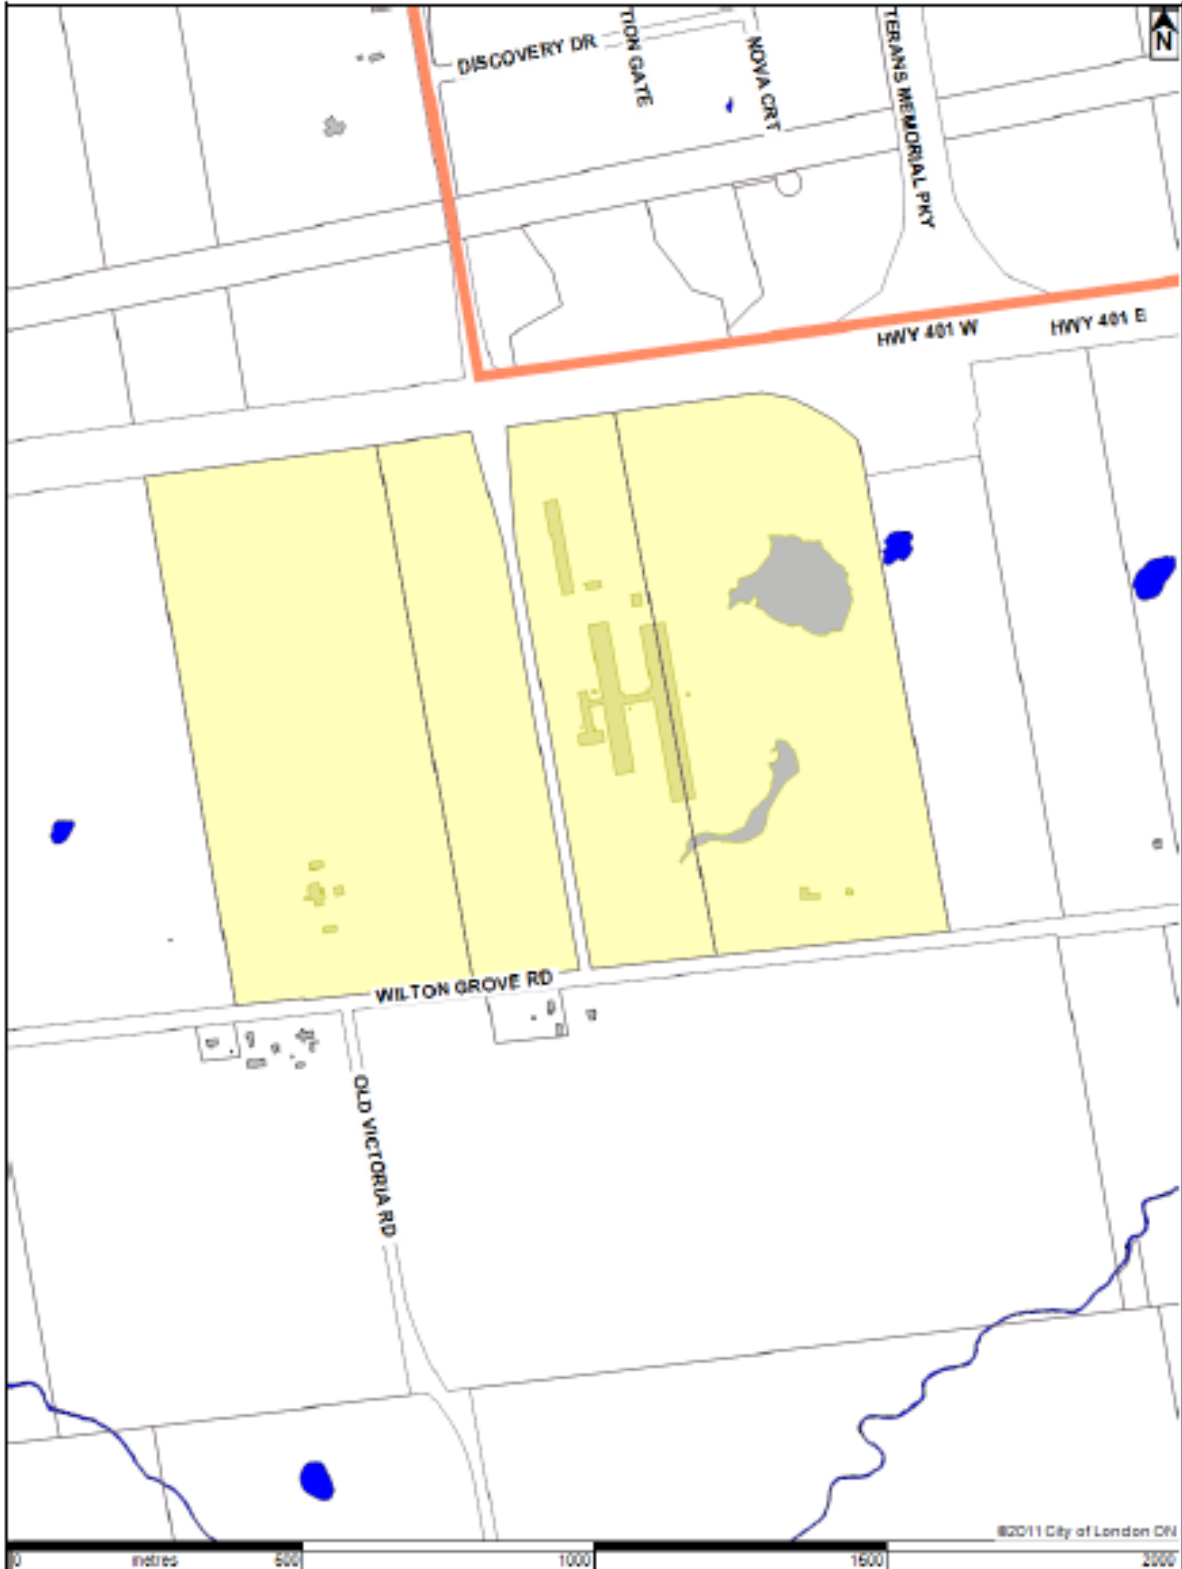 N
DISCOVERY DR
TION GATE
NOVA CRT
TERANS MEMORIAL PKY
HWY 401 W
HWY 401 E
WILTON GROVE RD
OLD VICTORIA RD
©2011 City of London ON
0 metres 500 1000 1500 2000